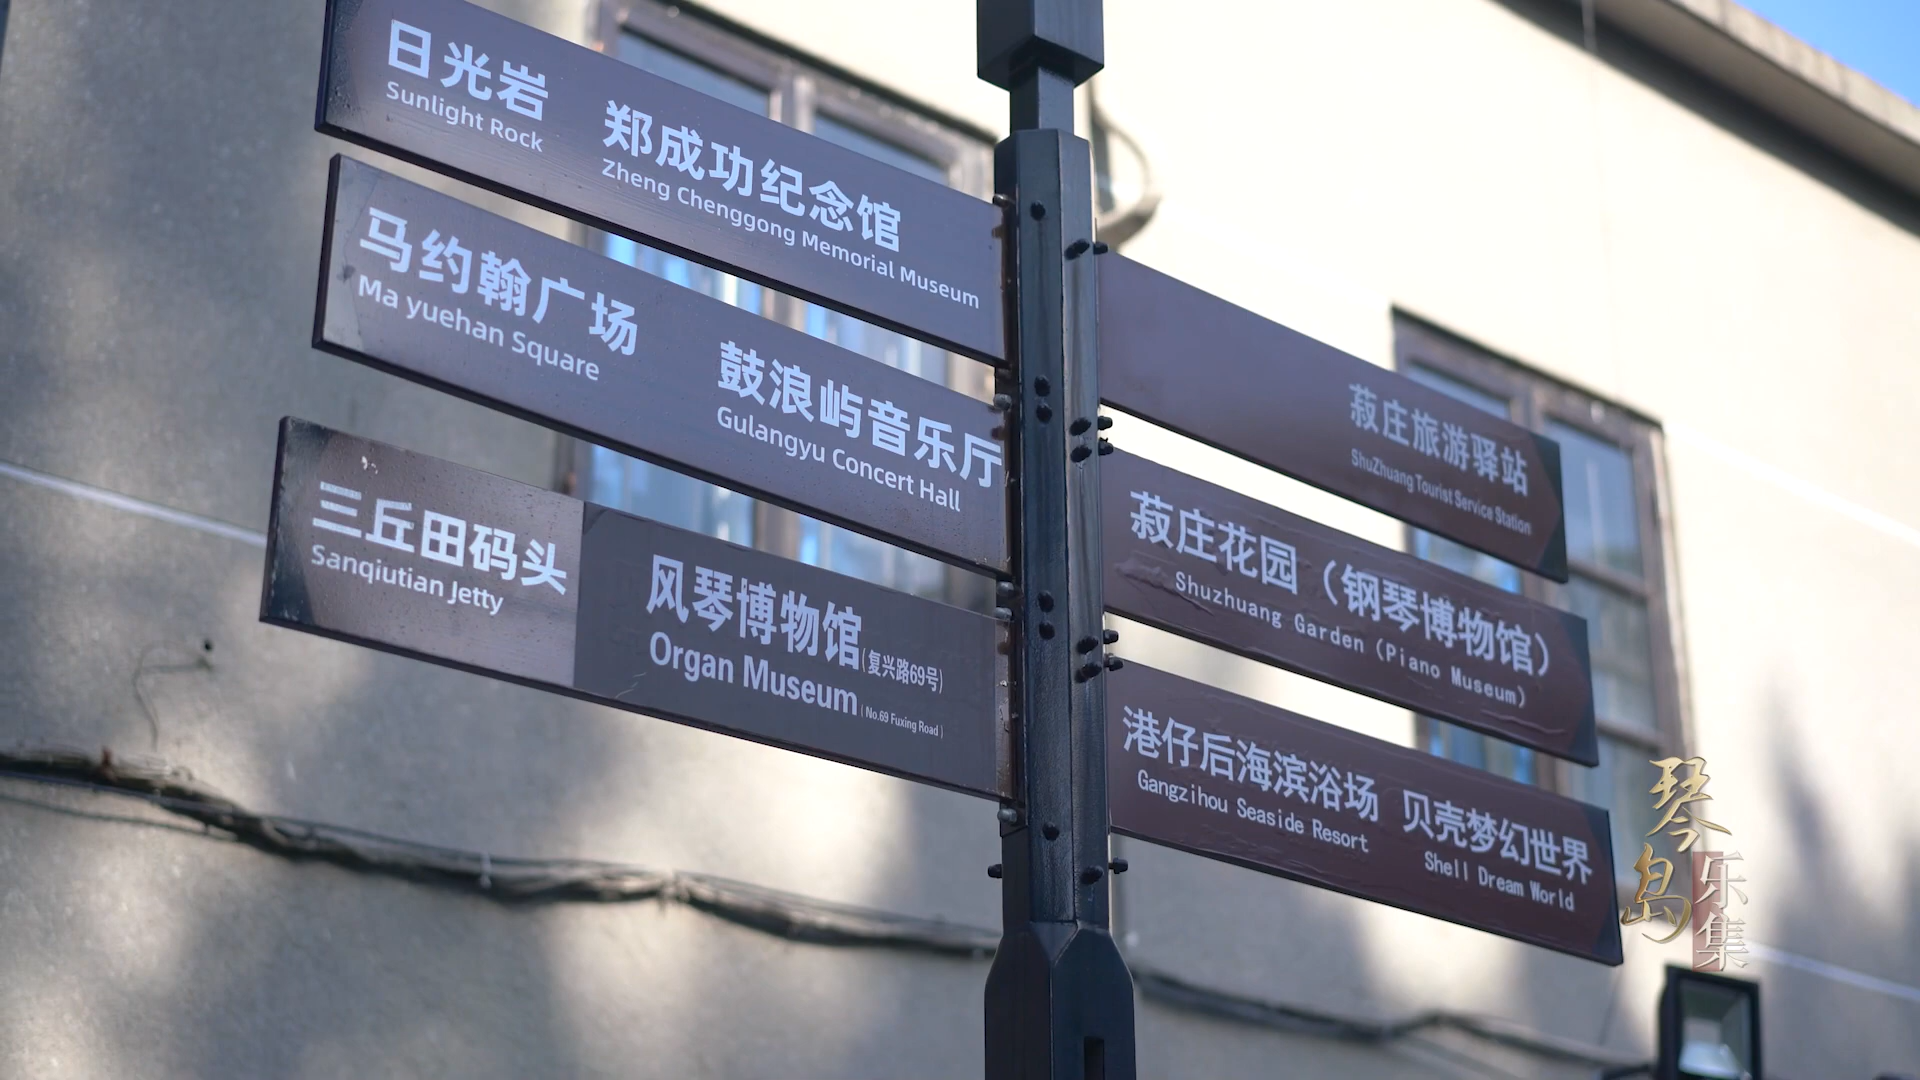 日光岩
Sunlight Rock
郑成功纪念馆
Zheng Chenggong Memorial Museum
马约翰广场
Ma yuehan Square
鼓浪屿音乐厅
Gulangyu Concert Hall
三丘田码头
Sanqiutian Jetty
风琴博物馆(复兴路69号)
Organ Museum (No.69 Fuxing Road)
菽庄旅游驿站
ShuZhuang Tourist Service Station
菽庄花园（钢琴博物馆）
Shuzhuang Garden (Piano Museum)
港仔后海滨浴场
Gangzihou Seaside Resort
贝壳梦幻世界
Shell Dream World
琴岛
乐集